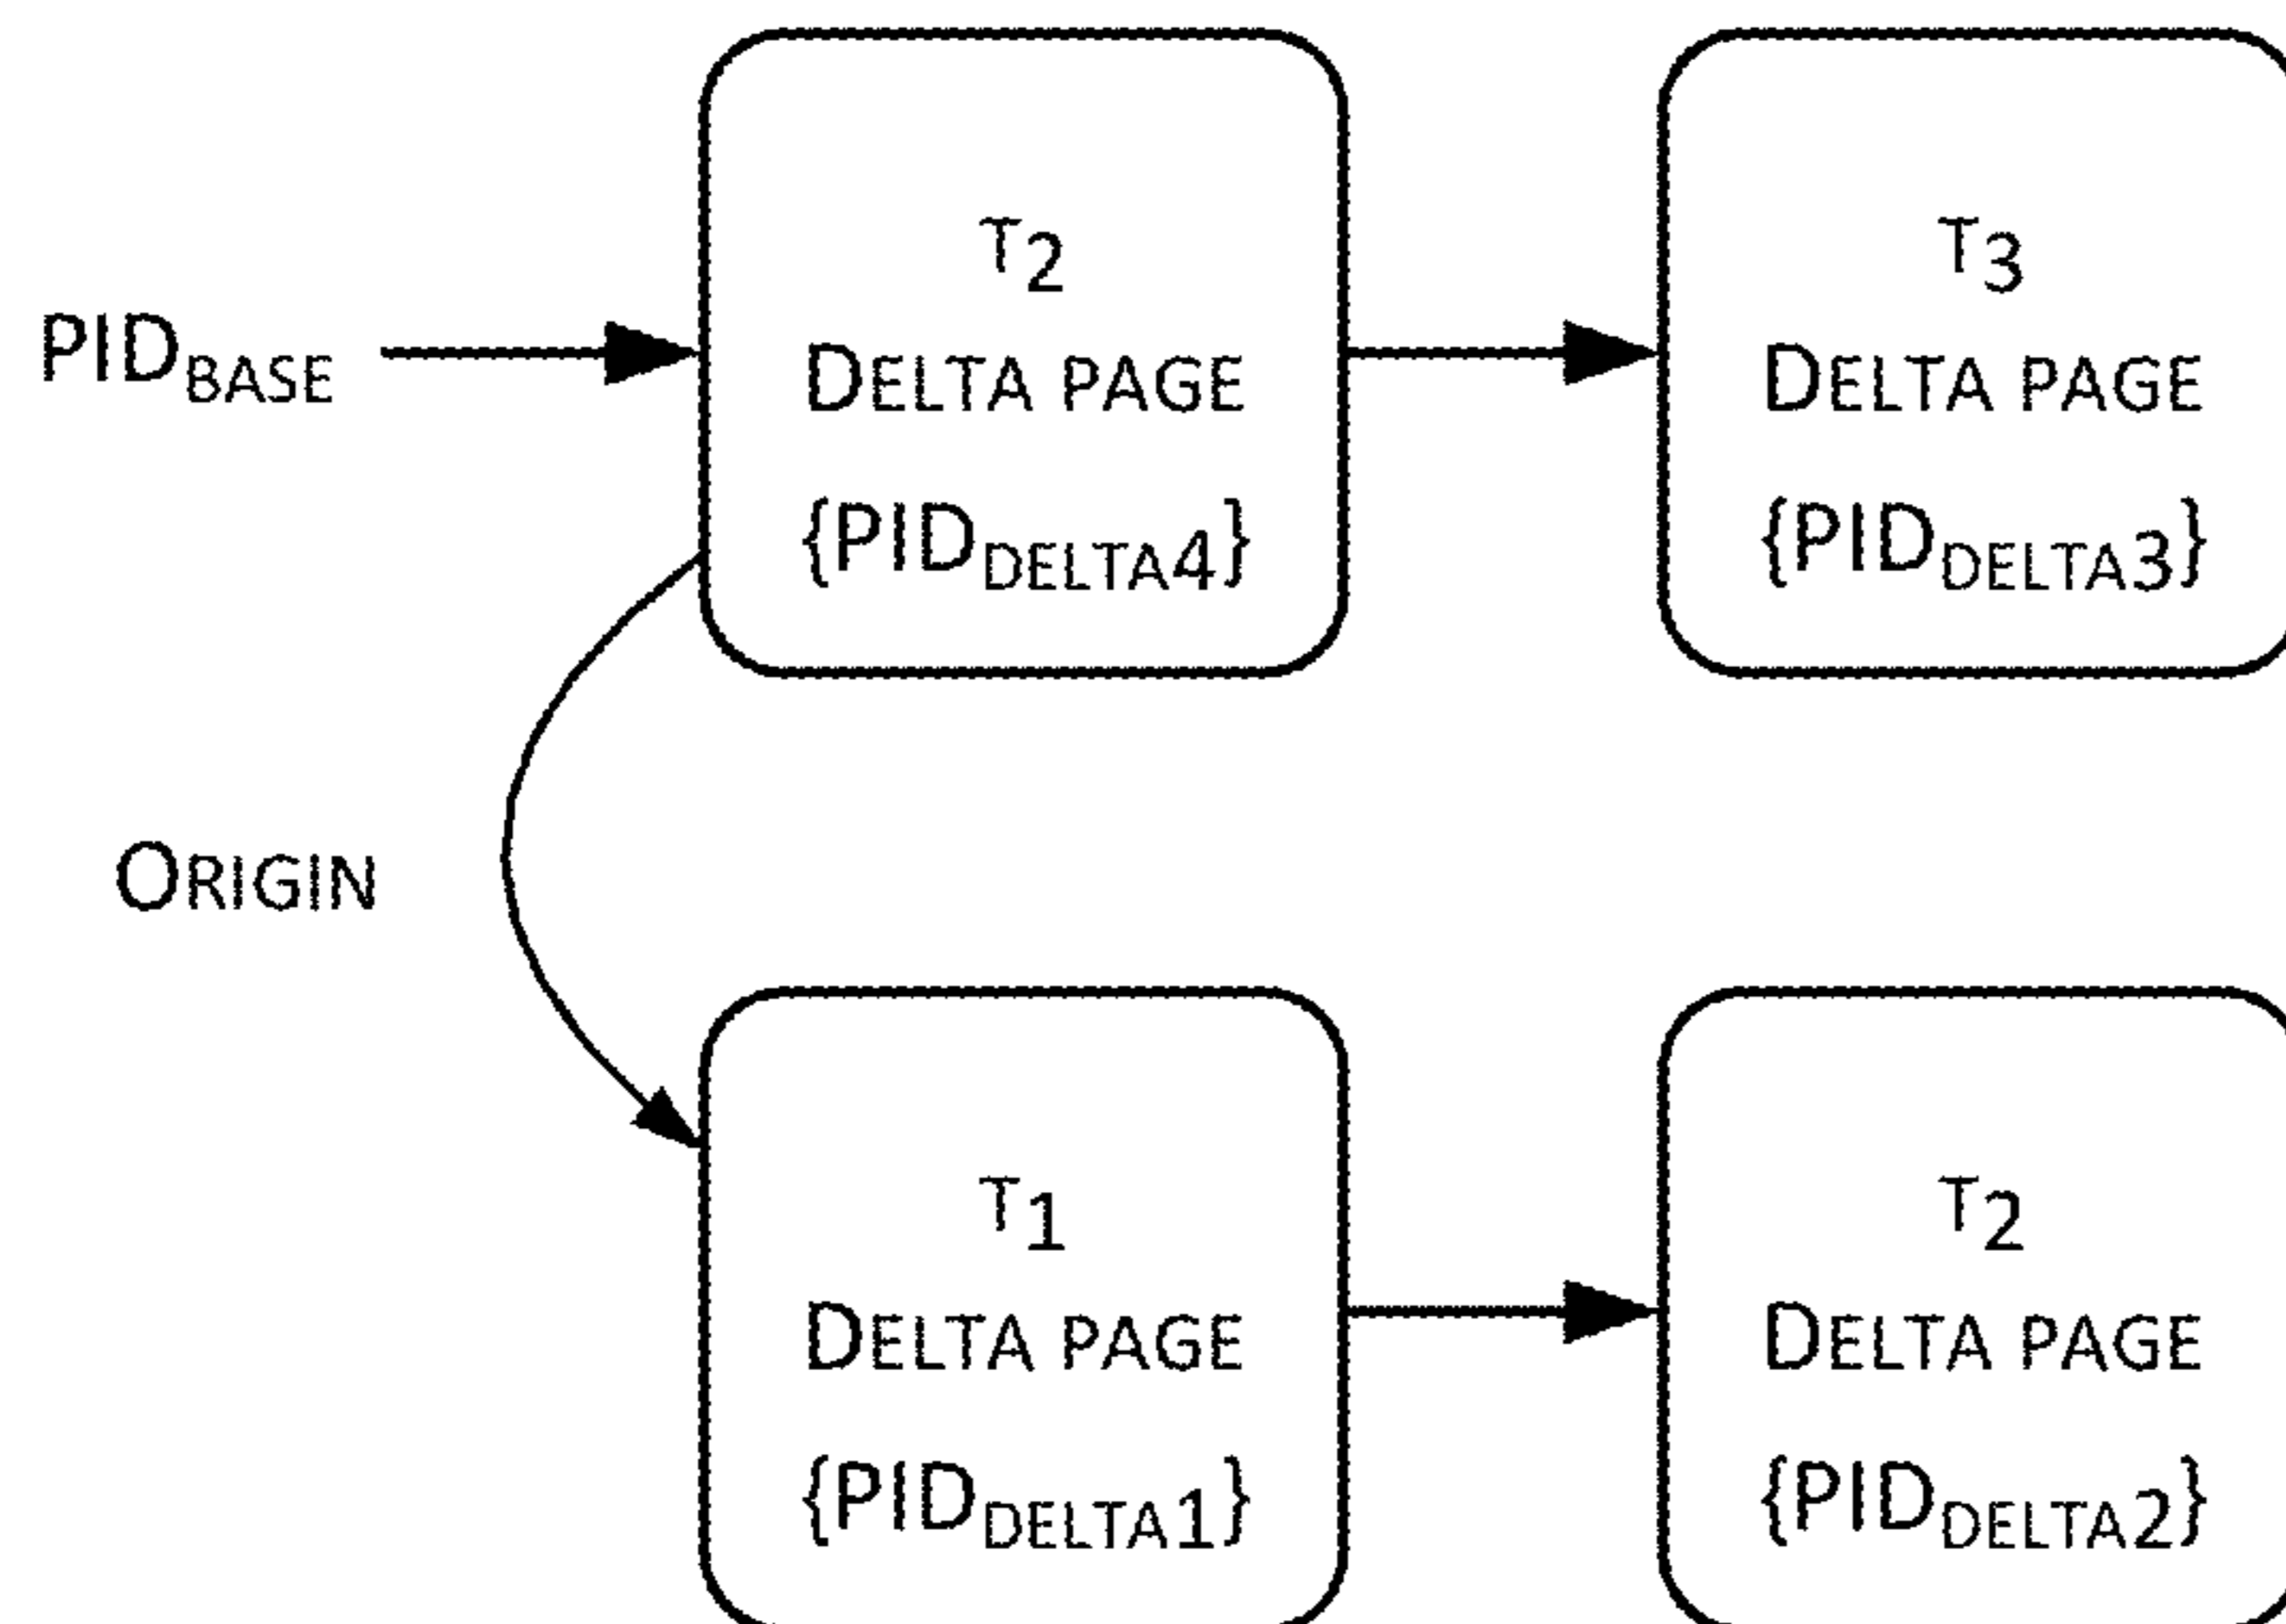 PIDBASE
T2
DELTA PAGE
{PIDDELTA4}
T3
DELTA PAGE
{PIDDELTA3}
ORIGIN
T1
DELTA PAGE
{PIDDELTA1}
T2
DELTA PAGE
{PIDDELTA2}